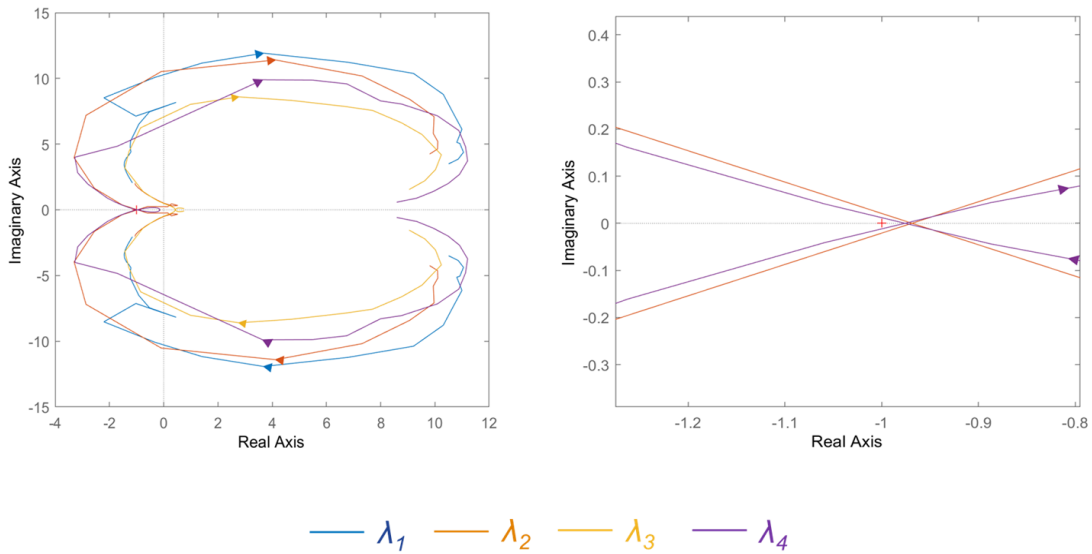 15
10
5
0
-5
-10
-15
-4 -2 0 2 4 6 8 10 12
Real Axis
Imaginary Axis
0.4
0.3
0.2
0.1
0
-0.1
-0.2
-0.3
-1.2 -1.1 -1 -0.9 -0.8
Real Axis
Imaginary Axis
λ1 λ2 λ3 λ4